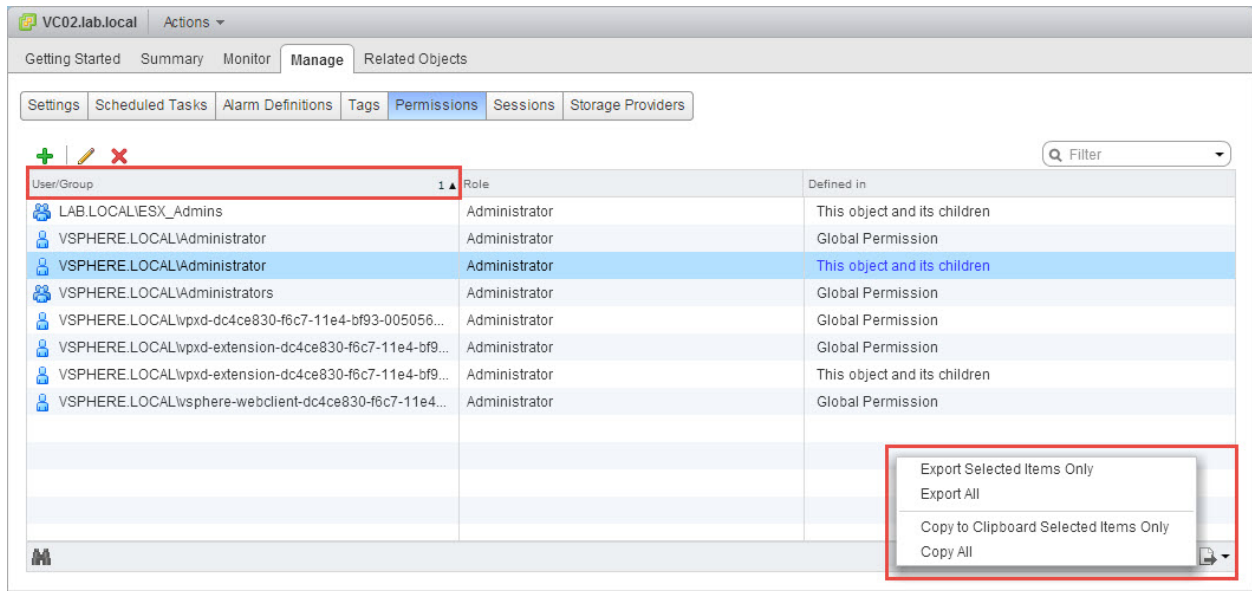 VC02.lab.local Actions
Getting Started Summary Monitor Manage Related Objects
Settings Scheduled Tasks Alarm Definitions Tags Permissions Sessions Storage Providers
Filter
User/Group 1 ▲ Role Defined in
LAB.LOCAL\ESX_Admins Administrator This object and its children
VSPHERE.LOCAL\Administrator Administrator Global Permission
VSPHERE.LOCAL\Administrator Administrator This object and its children
VSPHERE.LOCAL\Administrators Administrator Global Permission
VSPHERE.LOCAL\vpxd-dc4ce830-f6c7-11e4-bf93-005056... Administrator Global Permission
VSPHERE.LOCAL\vpxd-extension-dc4ce830-f6c7-11e4-bf9... Administrator Global Permission
VSPHERE.LOCAL\vpxd-extension-dc4ce830-f6c7-11e4-bf9... Administrator This object and its children
VSPHERE.LOCAL\vsphere-webclient-dc4ce830-f6c7-11e4... Administrator Global Permission
Export Selected Items Only
Export All
Copy to Clipboard Selected Items Only
Copy All